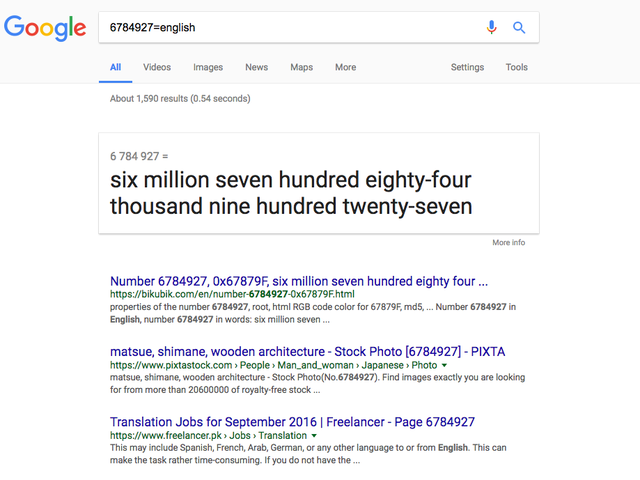 Google
6784927=english
All Videos Images News Maps More Settings Tools
About 1,590 results (0.54 seconds)
6 784 927 =
six million seven hundred eighty-four
thousand nine hundred twenty-seven
More info
Number 6784927, 0x67879F, six million seven hundred eighty four ...
https://bikubik.com/en/number-6784927-0x67879F.html
properties of the number 6784927, root, html RGB code color for 67879F, md5, ... Number 6784927 in
English, number 6784927 in words: six million seven ...
matsue, shimane, wooden architecture - Stock Photo [6784927] - PIXTA
https://www.pixtastock.com › People › Man_and_woman › Japanese › Photo
matsue, shimane, wooden architecture - Stock Photo(No.6784927). Find images exactly you are looking
for from more than 20600000 of royalty-free stock ...
Translation Jobs for September 2016 | Freelancer - Page 6784927
https://www.freelancer.pk › Jobs › Translation
This may include Spanish, French, Arab, German, or any other language to or from English. This can
make the task rather time-consuming. If you do not have the ...